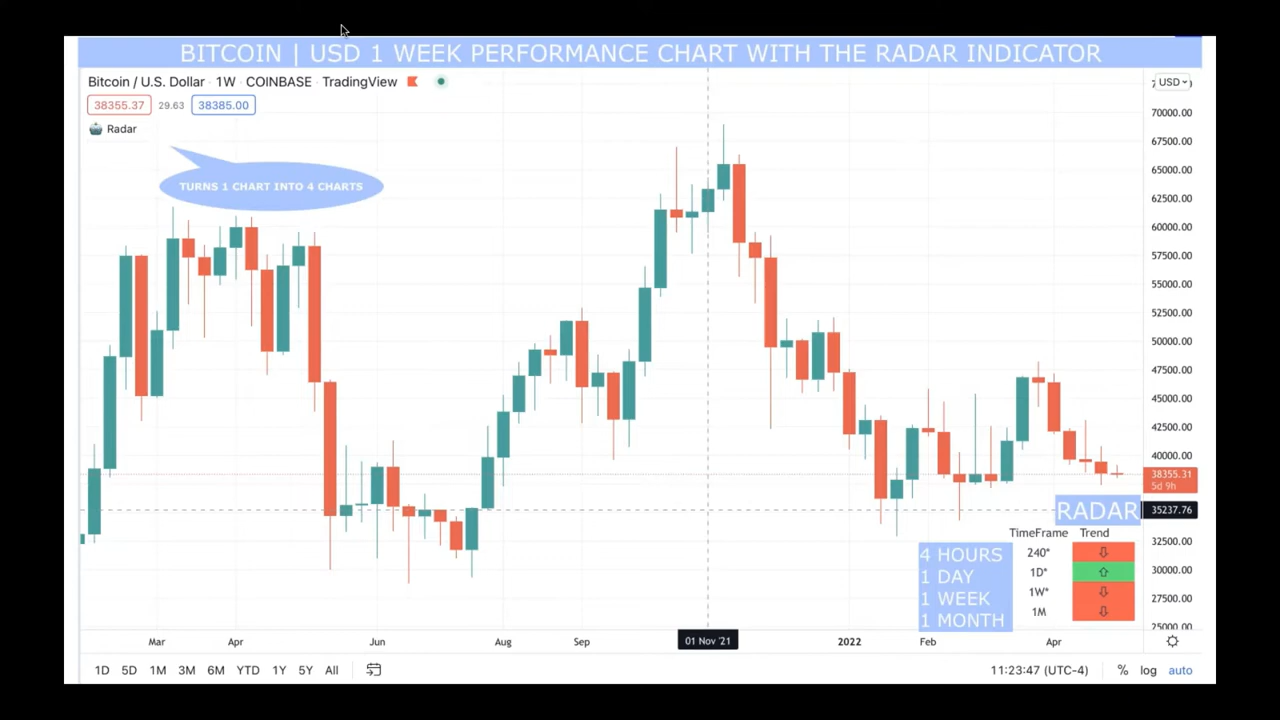 BITCOIN | USD 1 WEEK PERFORMANCE CHART WITH THE RADAR INDICATOR
Bitcoin / U.S. Dollar · 1W · COINBASE · TradingView
USD
38355.37 29.63 38385.00
Radar
TURNS 1 CHART INTO 4 CHARTS
70000.00
67500.00
65000.00
62500.00
60000.00
57500.00
55000.00
52500.00
50000.00
47500.00
45000.00
42500.00
40000.00
38355.31
5d 9h
35237.76
32500.00
30000.00
27500.00
25000.00
RADAR
TimeFrame Trend
4 HOURS 240*
1 DAY 1D*
1 WEEK 1W*
1 MONTH 1M
Mar Apr Jun Aug Sep 01 Nov '21 2022 Feb Apr
1D 5D 1M 3M 6M YTD 1Y 5Y All 11:23:47 (UTC-4) % log auto